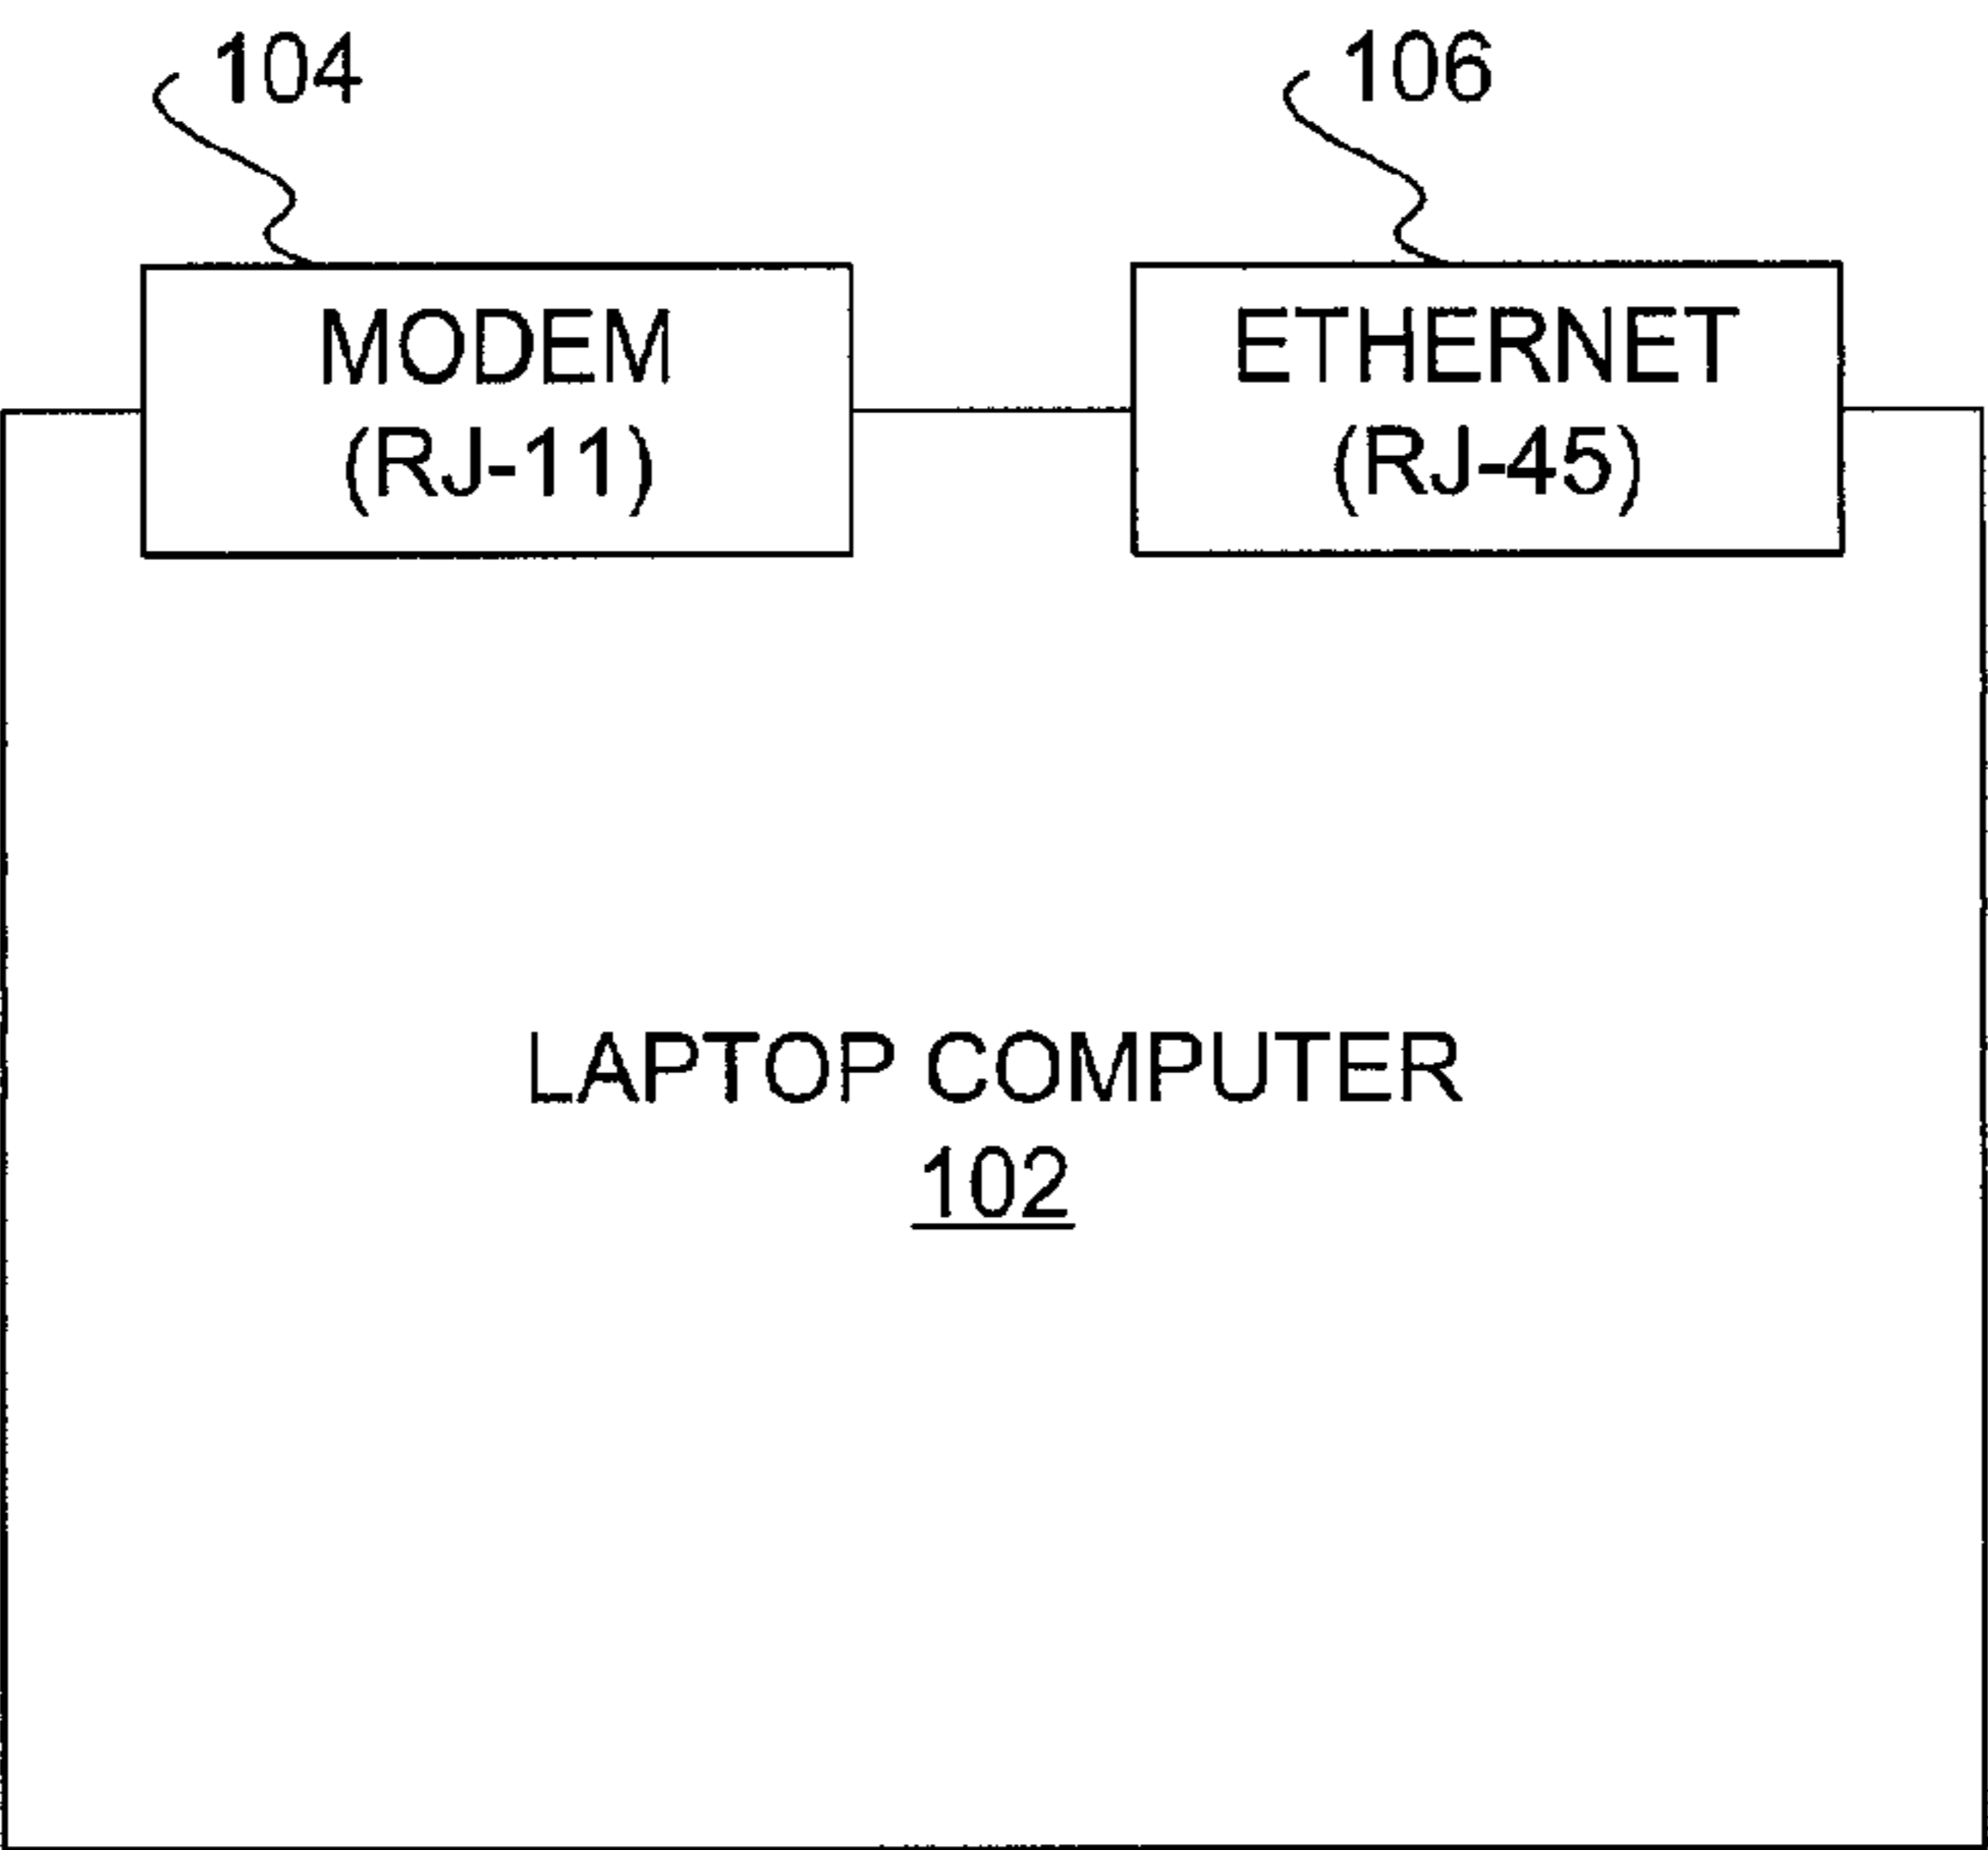 104
106
MODEM
(RJ-11)
ETHERNET
(RJ-45)
LAPTOP COMPUTER
102